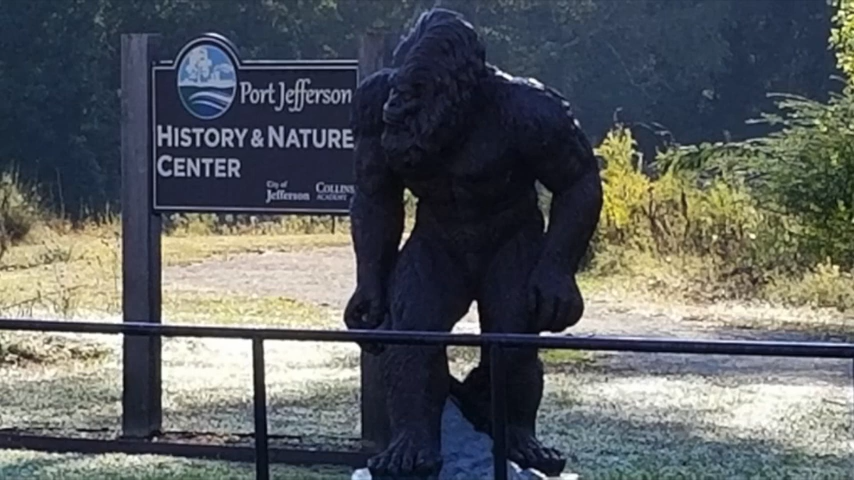 Port Jefferson
HISTORY & NATURE
CENTER
City of
Jefferson
COLLINS
ACADEMY